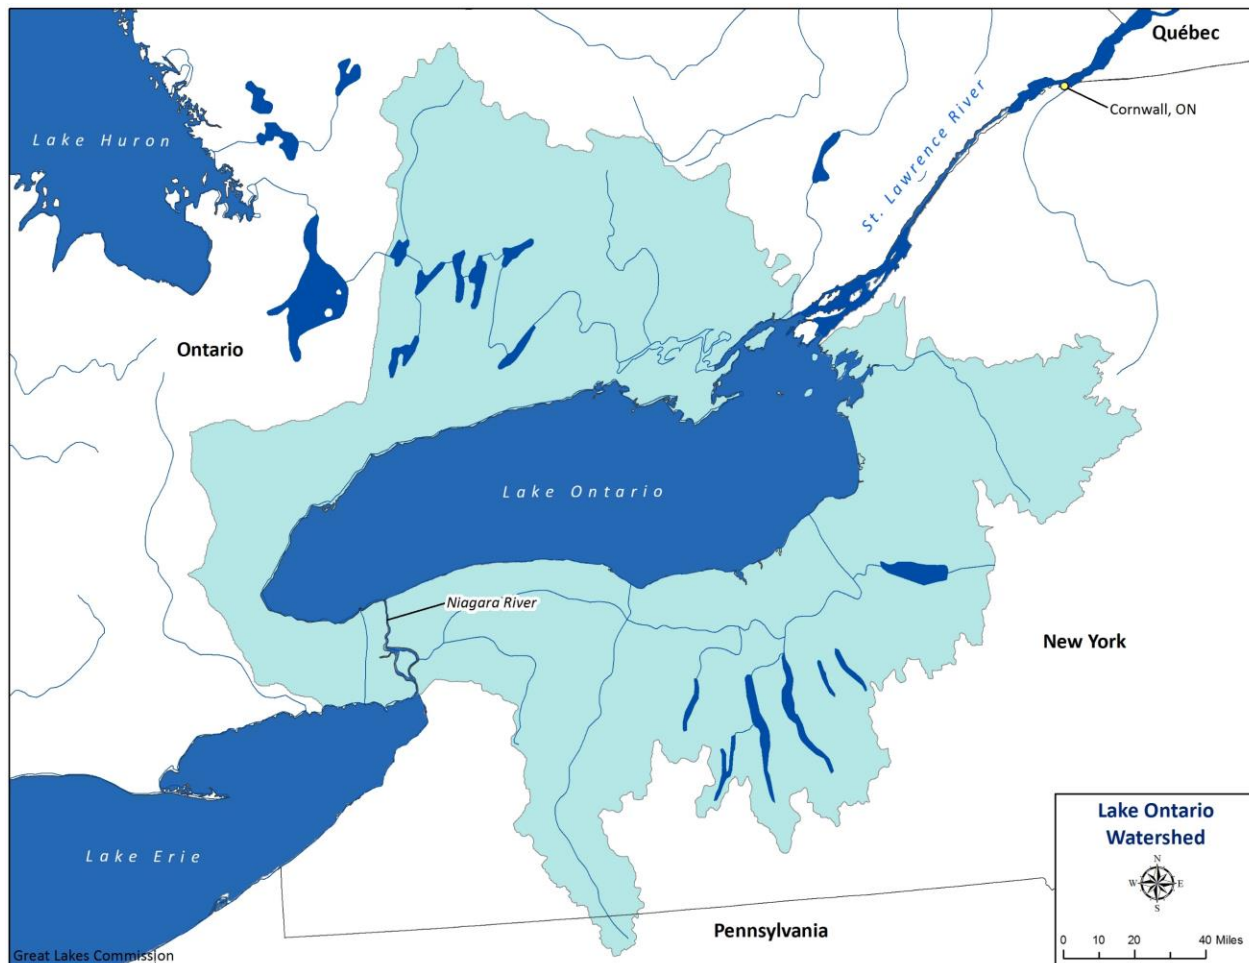 Québec
Cornwall, ON
St. Lawrence River
Lake Huron
Ontario
Lake Ontario
Niagara River
New York
Lake Erie
Pennsylvania
Lake Ontario
Watershed
N
W E
S
0 10 20 40 Miles
Great Lakes Commission